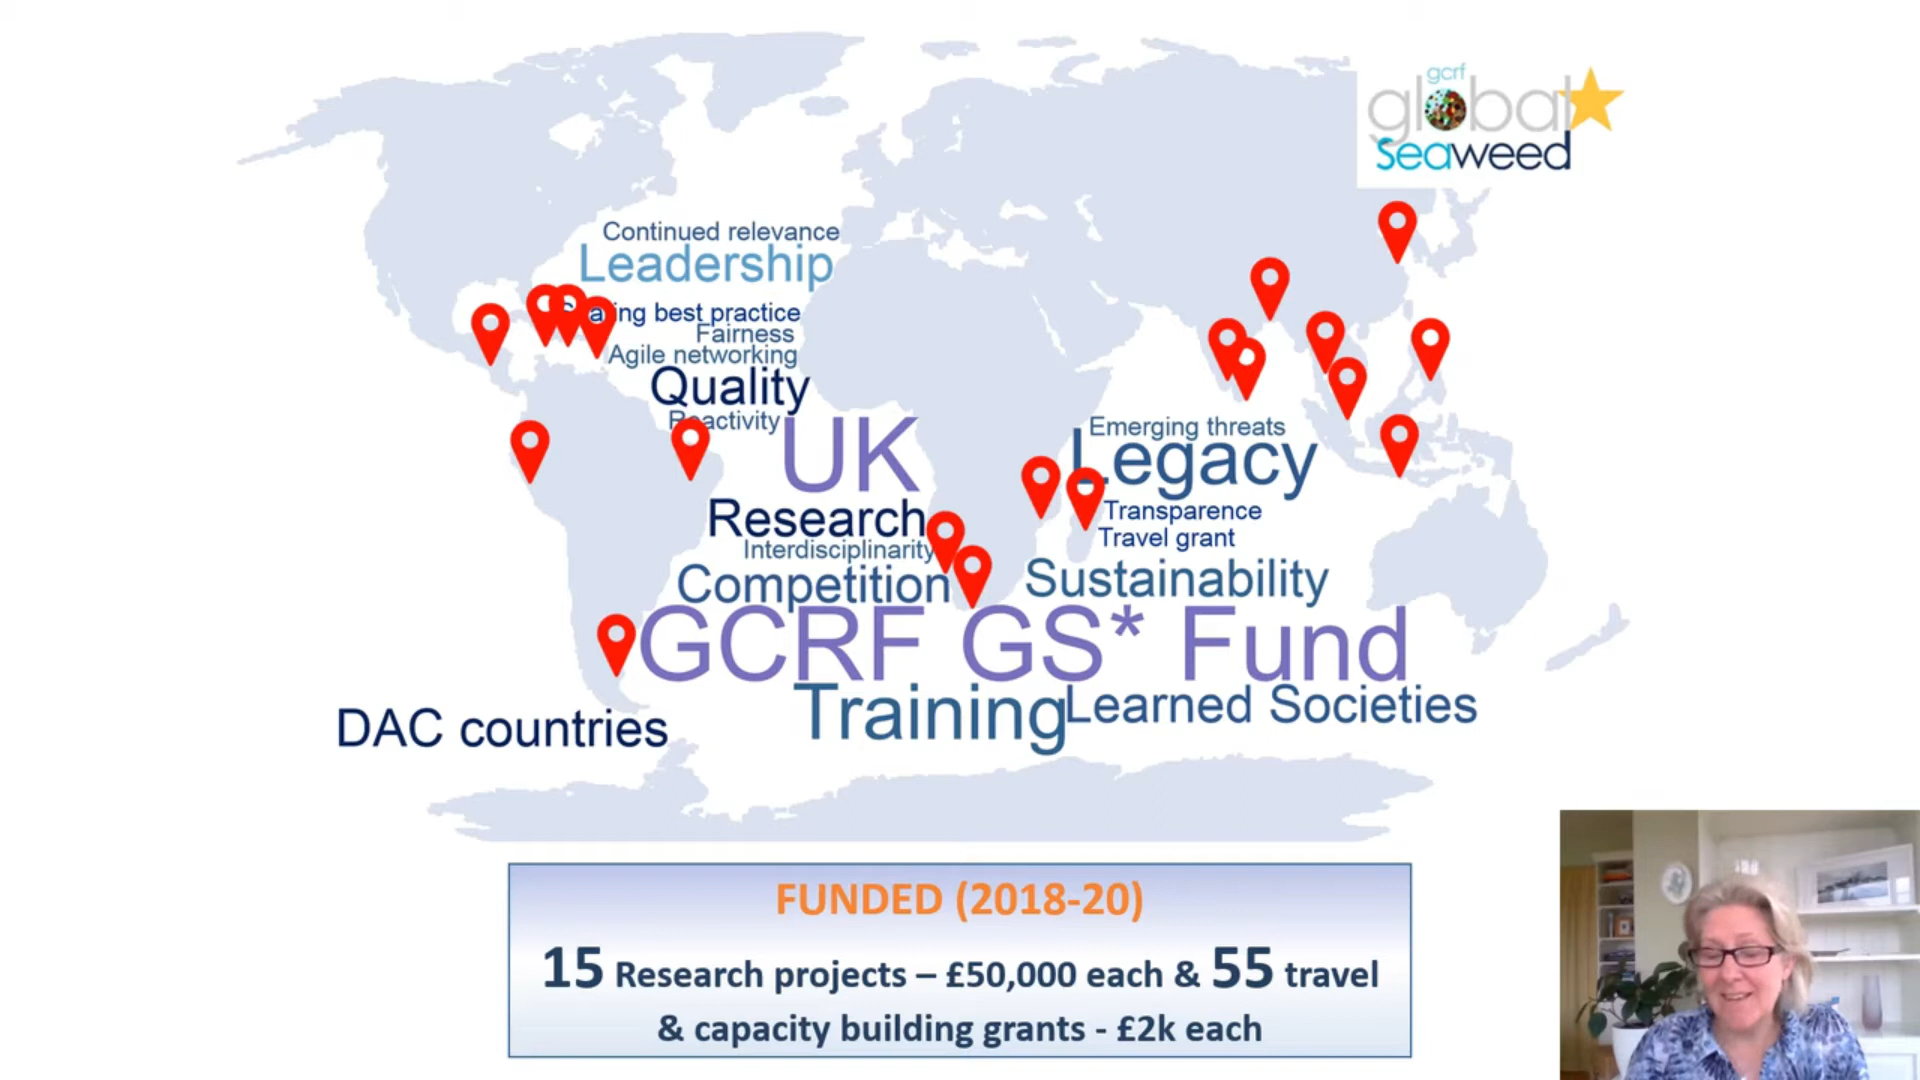 gcrf
global
Seaweed
Continued relevance
Leadership
best practice
Fairness
Agile networking
Quality
UK
Emerging threats
Legacy
Research
Transparence
Interdisciplinarity
Travel grant
Competition
Sustainability
GCRF GS* Fund
Training
Learned Societies
DAC countries
FUNDED (2018-20)
15 Research projects – £50,000 each & 55 travel
& capacity building grants - £2k each